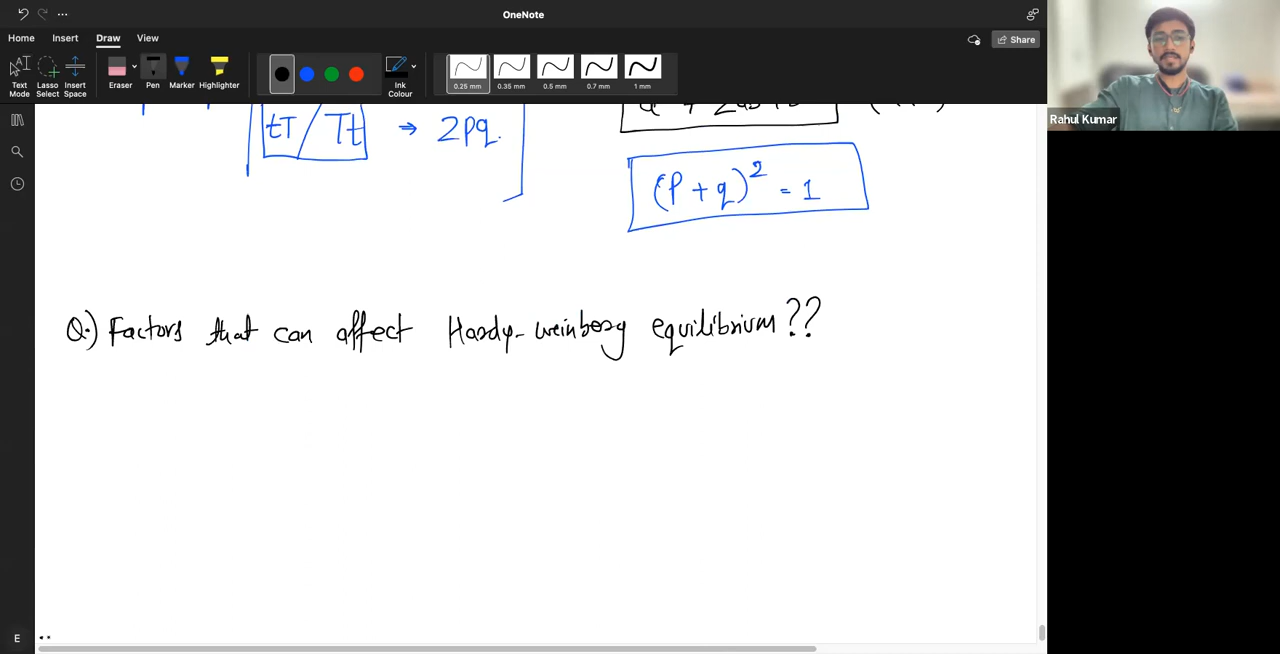 OneNote
Home Insert Draw View
Share
Text Mode
Lasso Select
Insert Space
Eraser
Pen
Marker
Highlighter
0.25 mm
0.35 mm
0.5 mm
0.7 mm
1 mm
Ink Colour
Rahul Kumar
tT / Tt ⇒ 2pq.
(p + q)² = 1
Q.) Factors that can affect Hardy-weinberg equilibrium??
E